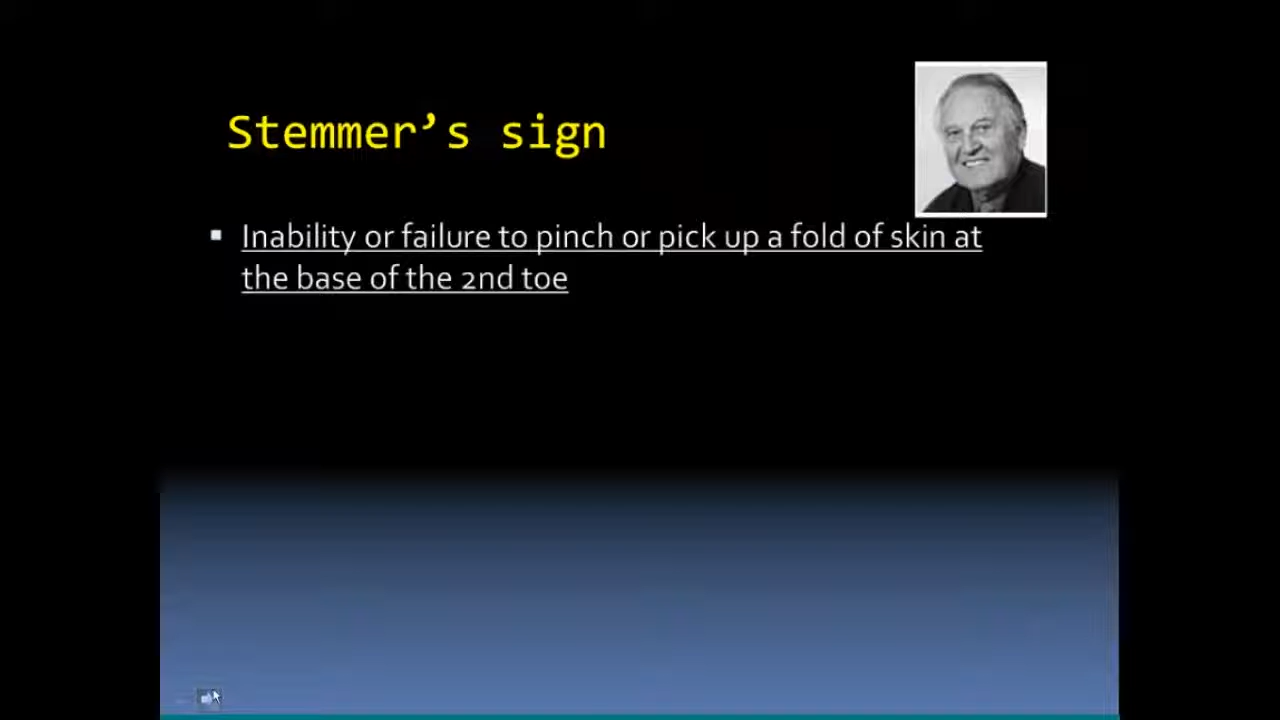 Stemmer’s sign
Inability or failure to pinch or pick up a fold of skin at
the base of the 2nd toe